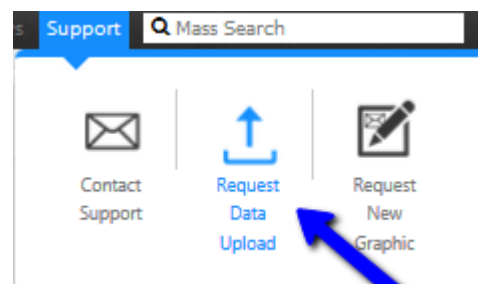 s Support Mass Search
Contact Support
Request Data Upload
Request New Graphic